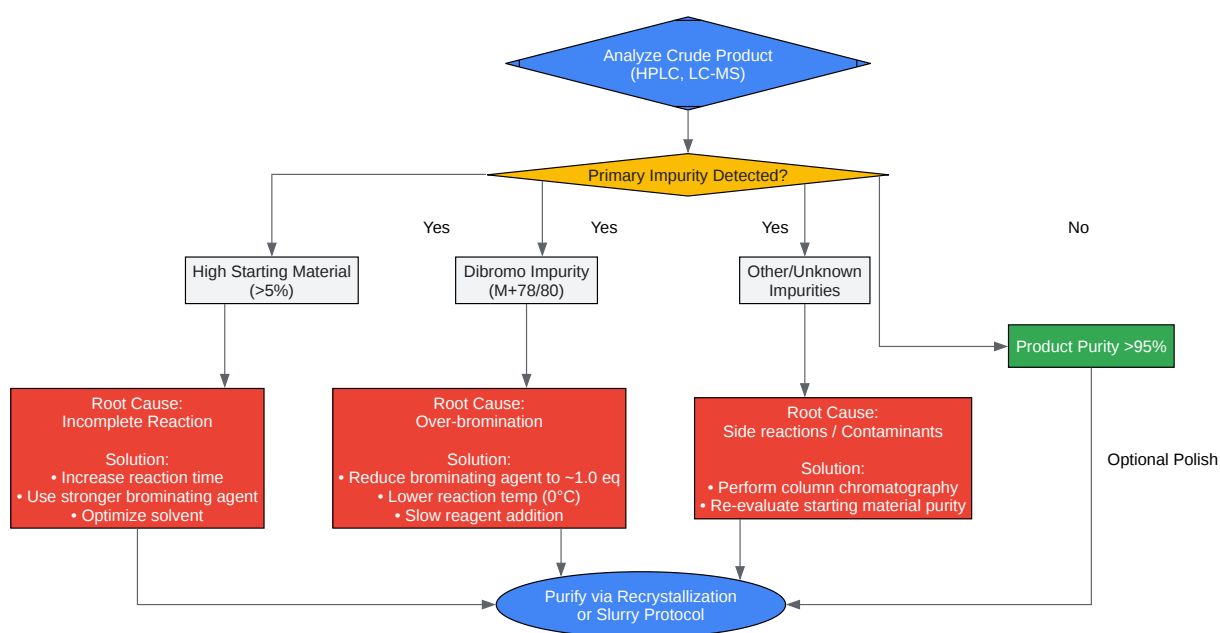 Analyze Crude Product
(HPLC, LC-MS)
Primary Impurity Detected?
Yes
Yes
Yes
No
High Starting Material
(>5%)
Dibromo Impurity
(M+78/80)
Other/Unknown
Impurities
Product Purity >95%
Root Cause:
Incomplete Reaction
Solution:
• Increase reaction time
• Use stronger brominating agent
• Optimize solvent
Root Cause:
Over-bromination
Solution:
• Reduce brominating agent to ~1.0 eq
• Lower reaction temp (0°C)
• Slow reagent addition
Root Cause:
Side reactions / Contaminants
Solution:
• Perform column chromatography
• Re-evaluate starting material purity
Optional Polish
Purify via Recrystallization
or Slurry Protocol